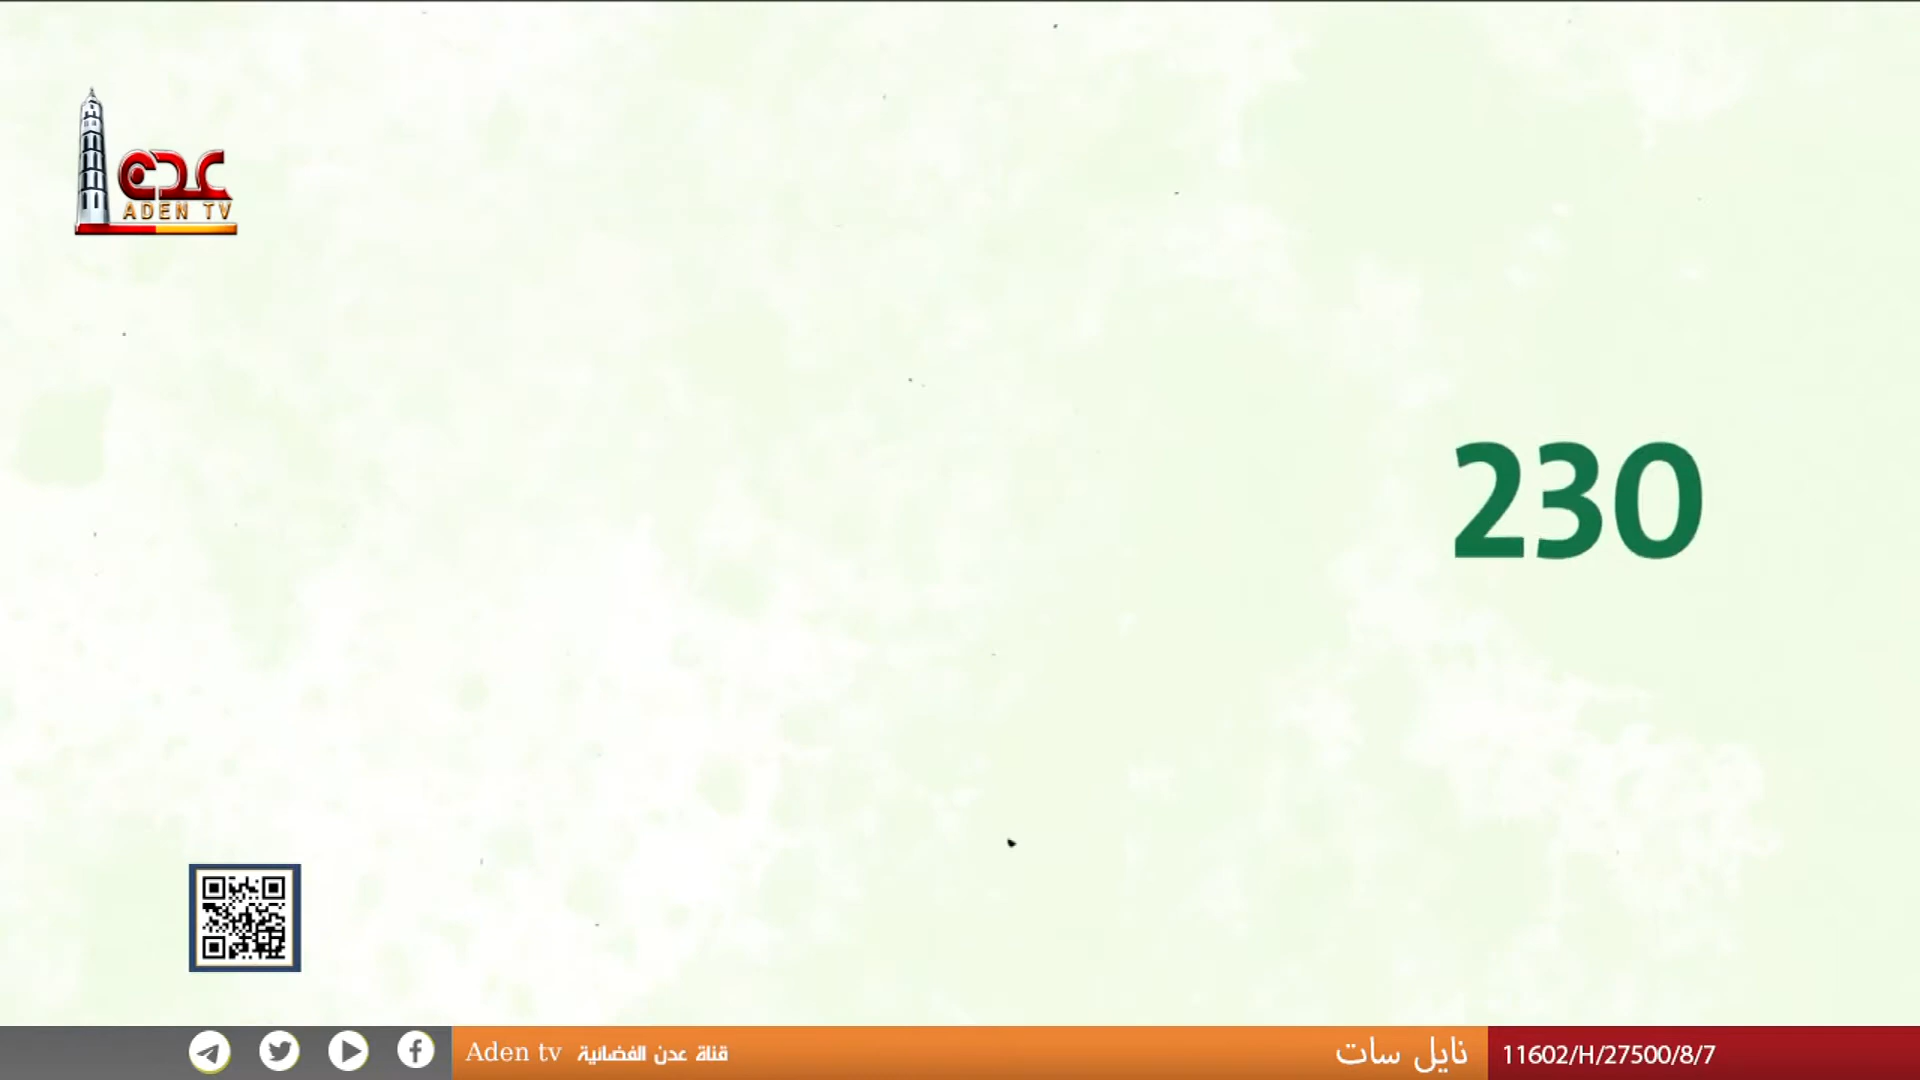 عدن
ADEN TV
230
Aden tv قناة عدن الفضائية
نايل سات
11602/H/27500/8/7